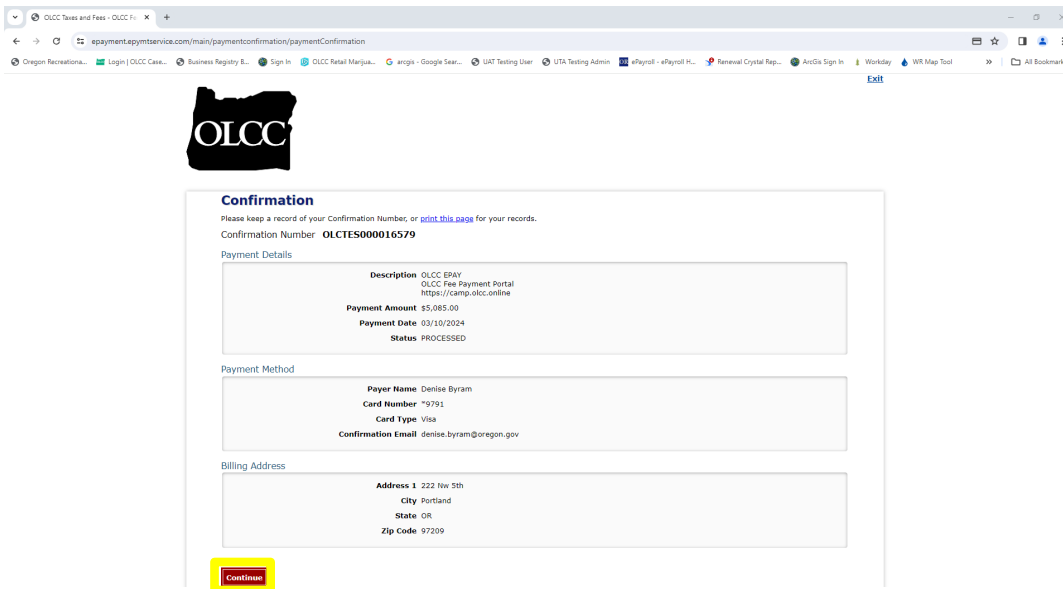 OLCC Taxes and Fees - OLCC Fe
epayment.epymtservice.com/main/paymentconfirmation/paymentConfirmation
Oregon Recreationa... Login | OLCC Case... Business Registry B... Sign In OLCC Retail Marijua... arcgis - Google Sear... UAT Testing User UTA Testing Admin OR ePayroll - ePayroll H... Renewal Crystal Rep... ArcGis Sign In Workday WR Map Tool » All Bookmark
Exit
OLCC
Confirmation
Please keep a record of your Confirmation Number, or print this page for your records.
Confirmation Number OLCTES000016579
Payment Details
Description OLCC EPAY
OLCC Fee Payment Portal
https://camp.olcc.online
Payment Amount $5,085.00
Payment Date 03/10/2024
Status PROCESSED
Payment Method
Payer Name Denise Byram
Card Number *9791
Card Type Visa
Confirmation Email denise.byram@oregon.gov
Billing Address
Address 1 222 Nw 5th
City Portland
State OR
Zip Code 97209
Continue